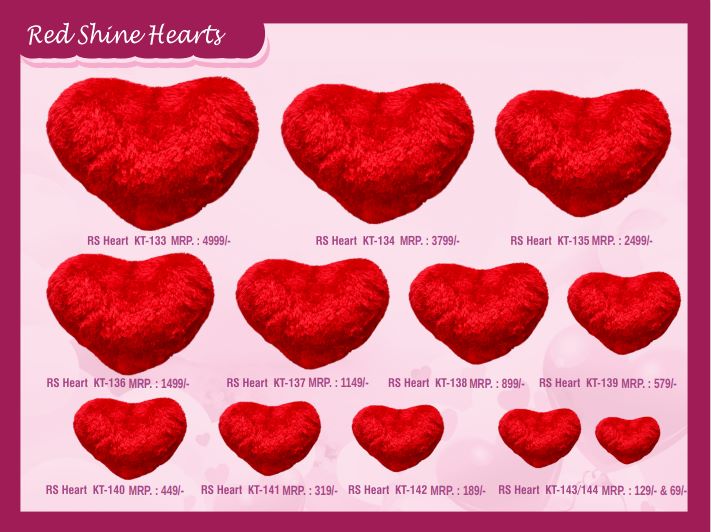 Red Shine Hearts
RS Heart KT-133 MRP. : 4999/-
RS Heart KT-134 MRP. : 3799/-
RS Heart KT-135 MRP. : 2499/-
RS Heart KT-136 MRP. : 1499/-
RS Heart KT-137 MRP. : 1149/-
RS Heart KT-138 MRP. : 899/-
RS Heart KT-139 MRP. : 579/-
RS Heart KT-140 MRP. : 449/-
RS Heart KT-141 MRP. : 319/-
RS Heart KT-142 MRP. : 189/-
RS Heart KT-143/144 MRP. : 129/- & 69/-